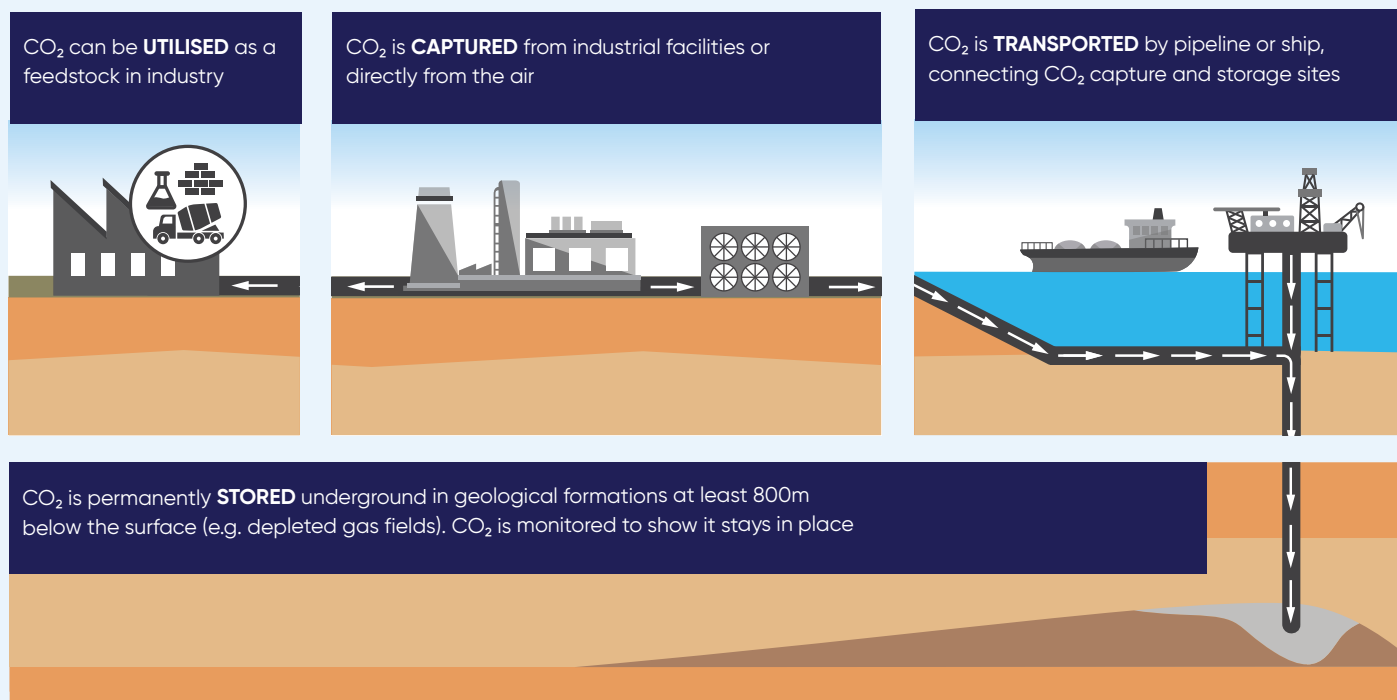 CO₂ can be UTILISED as a
feedstock in industry
CO₂ is CAPTURED from industrial facilities or
directly from the air
CO₂ is TRANSPORTED by pipeline or ship,
connecting CO₂ capture and storage sites
CO₂ is permanently STORED underground in geological formations at least 800m
below the surface (e.g. depleted gas fields). CO₂ is monitored to show it stays in place